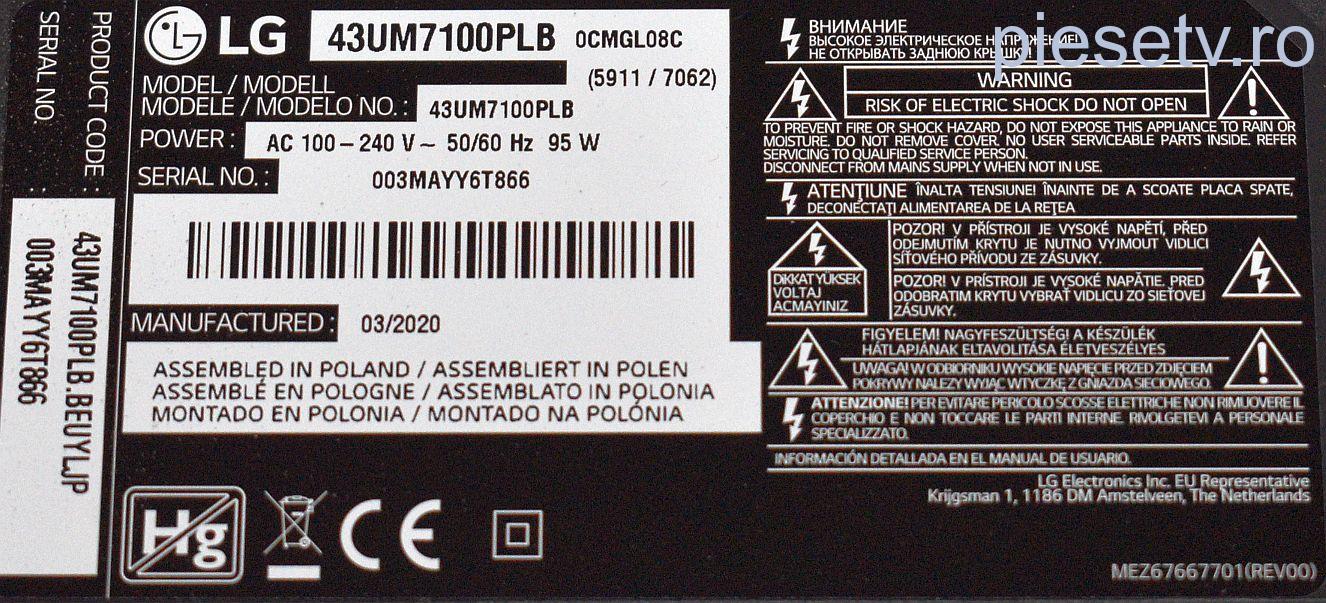 PRODUCT CODE :
SERIAL NO. :
43UM7100PLB.BEUYLJP
003MAYY6T866
LG 43UM7100PLB 0CMGL08C
(5911 / 7062)
MODEL / MODELL
MODELE / MODELO NO. : 43UM7100PLB
POWER : AC 100 – 240 V ~ 50/60 Hz 95 W
SERIAL NO. : 003MAYY6T866
MANUFACTURED : 03/2020
ASSEMBLED IN POLAND / ASSEMBLIERT IN POLEN
ASSEMBLÉ EN POLOGNE / ASSEMBLATO IN POLONIA
MONTADO EN POLONIA / MONTADO NA POLÓNIA
Hg
CE
piesetv.ro
ВНИМАНИЕ
ВЫСОКОЕ ЭЛЕКТРИЧЕСКОЕ НАПРЯЖЕНИЕ!
НЕ ОТКРЫВАТЬ ЗАДНЮЮ КРЫШКУ!
WARNING
RISK OF ELECTRIC SHOCK DO NOT OPEN
TO PREVENT FIRE OR SHOCK HAZARD, DO NOT EXPOSE THIS APPLIANCE TO RAIN OR
MOISTURE. DO NOT REMOVE COVER. NO USER SERVICEABLE PARTS INSIDE. REFER
SERVICING TO QUALIFIED SERVICE PERSON.
DISCONNECT FROM MAINS SUPPLY WHEN NOT IN USE.
ATENŢIUNE ÎNALTA TENSIUNE! ÎNAINTE DE A SCOATE PLACA SPATE,
DECONECTAŢI ALIMENTAREA DE LA REŢEA
DIKKAT YÜKSEK
VOLTAJ
ACMAYINIZ
POZOR! V PŘÍSTROJI JE VYSOKÉ NAPĚTÍ, PŘED
ODEJMUTÍM KRYTU JE NUTNO VYJMOUT VIDLICI
SÍŤOVÉHO PŘÍVODU ZE ZÁSUVKY.
POZOR! V PRÍSTROJI JE VYSOKÉ NAPÄTIE. PRED
ODOBRATIM KRYTU VYBRAŤ VIDLICU ZO SIEŤOVEJ
ZÁSUVKY.
FIGYELEM! NAGYFESZÜLTSÉG! A KÉSZÜLÉK
HÁTLAPJÁNAK ELTAVOLÍTÁSA ÉLETVESZÉLYES
UWAGA! W ODBIORNIKU WYSOKIE NAPIĘCIE PRZED ZDJĘCIEM
POKRYWY NALEZY WYJĄC WTYCZKĘ Z GNIAZDA SIECIOWEGO.
ATTENZIONE! PER EVITARE PERICOLO SCOSSE ELETTRICHE NON RIMUOVERE IL
COPERCHIO E NON TOCCARE LE PARTI INTERNE. RIVOLGETEVI A PERSONALE
SPECIALIZZATO.
INFORMACIÓN DETALLADA EN EL MANUAL DE USUARIO.
LG Electronics Inc. EU Representative
Krijgsman 1, 1186 DM Amstelveen, The Netherlands
MEZ67667701(REV00)